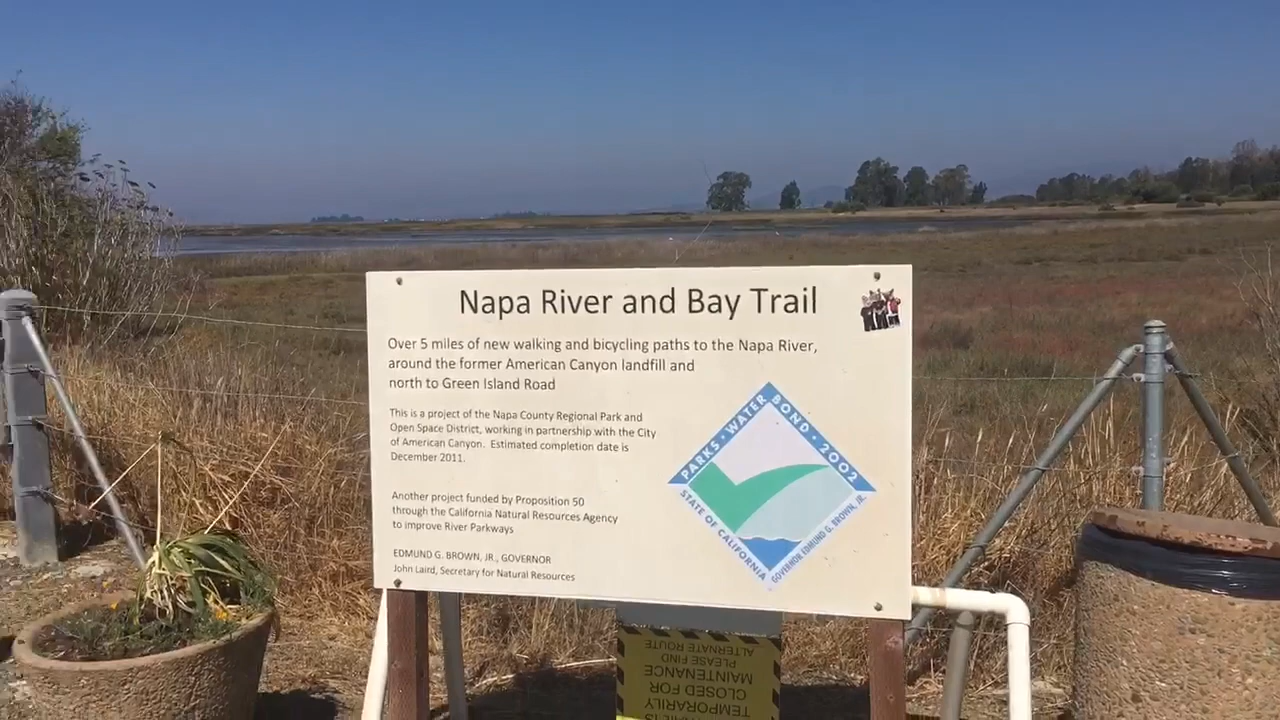 Napa River and Bay Trail
Over 5 miles of new walking and bicycling paths to the Napa River,
around the former American Canyon landfill and
north to Green Island Road
This is a project of the Napa County Regional Park and
Open Space District, working in partnership with the City
of American Canyon. Estimated completion date is
December 2011.
Another project funded by Proposition 50
through the California Natural Resources Agency
to improve River Parkways
EDMUND G. BROWN, JR., GOVERNOR
John Laird, Secretary for Natural Resources
PARKS · WATER BOND · 2002
STATE OF CALIFORNIA
GOVERNOR EDMUND G. BROWN, JR.
TEMPORARILY
CLOSED FOR
MAINTENANCE
PLEASE FIND
ALTERNATE ROUTE